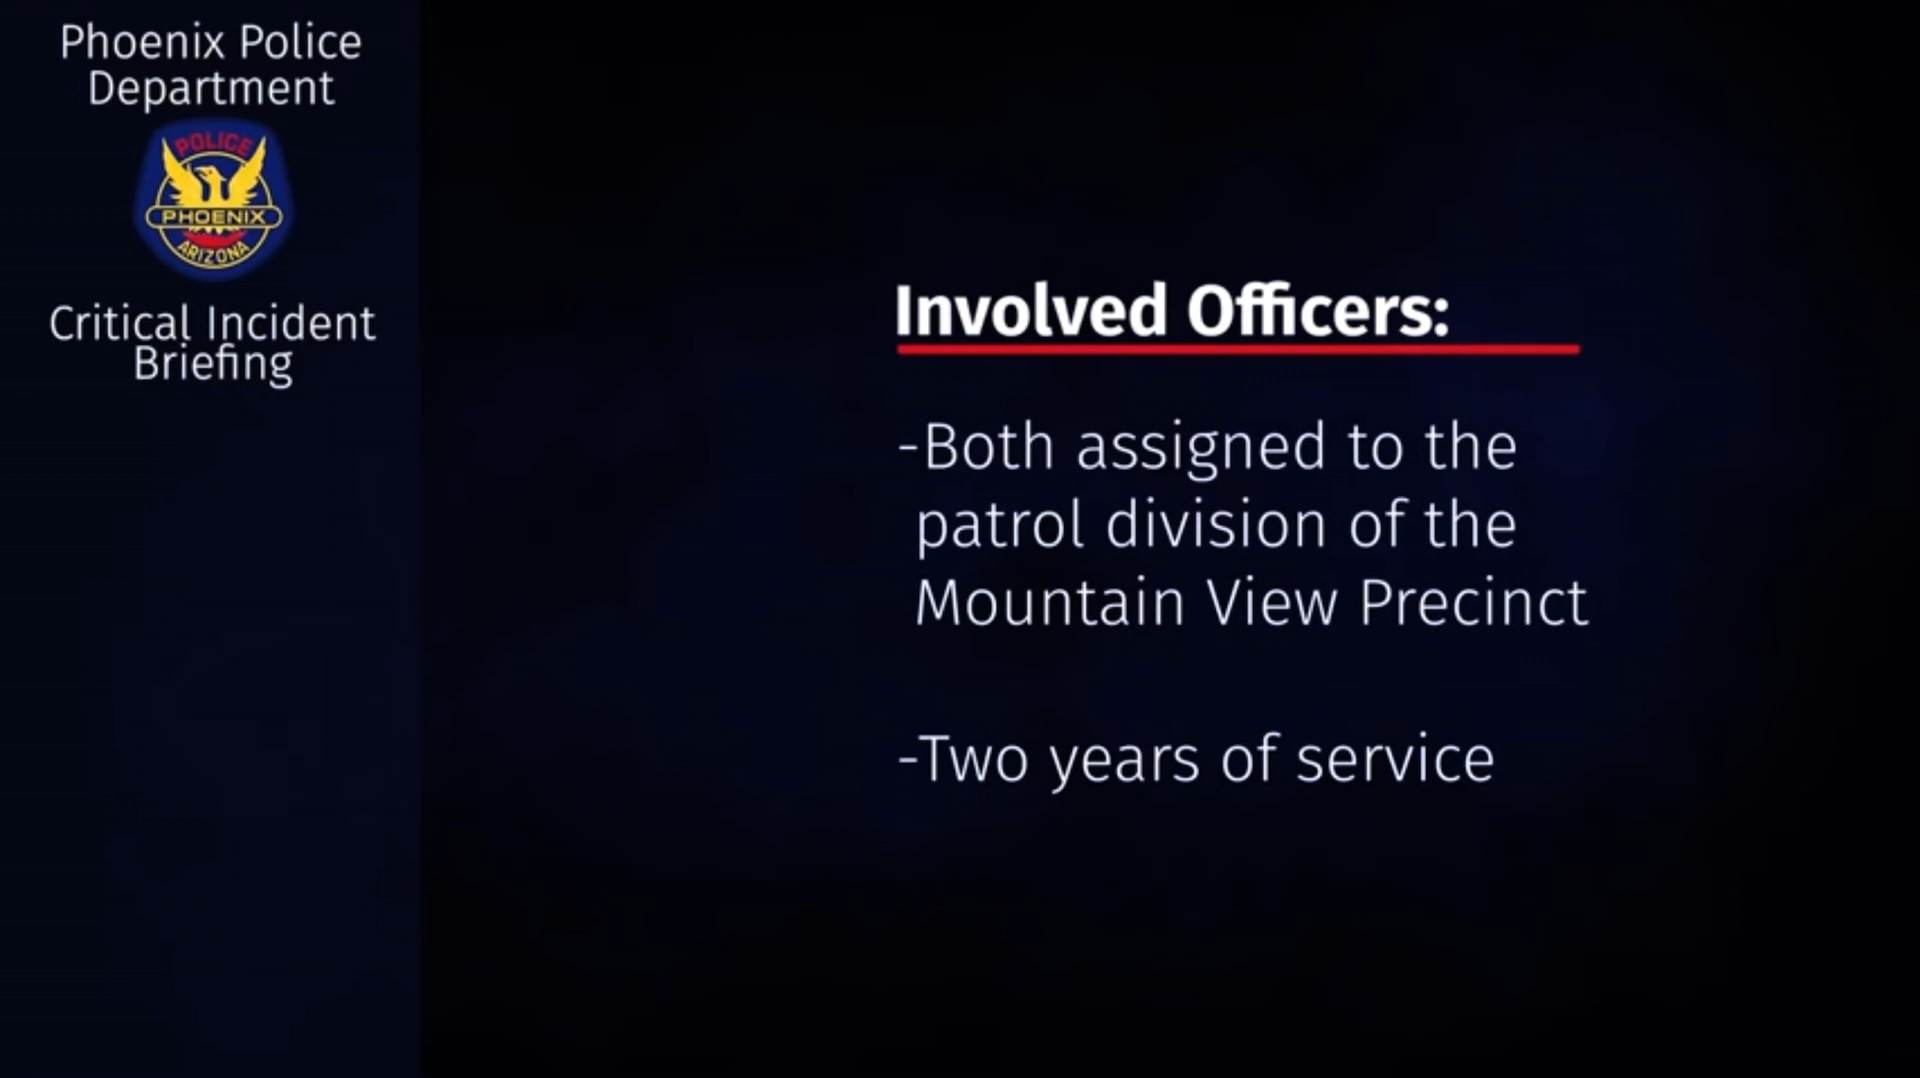 Phoenix Police
Department
POLICE
PHOENIX
ARIZONA
Critical Incident
Briefing
Involved Officers:
-Both assigned to the
patrol division of the
Mountain View Precinct
-Two years of service